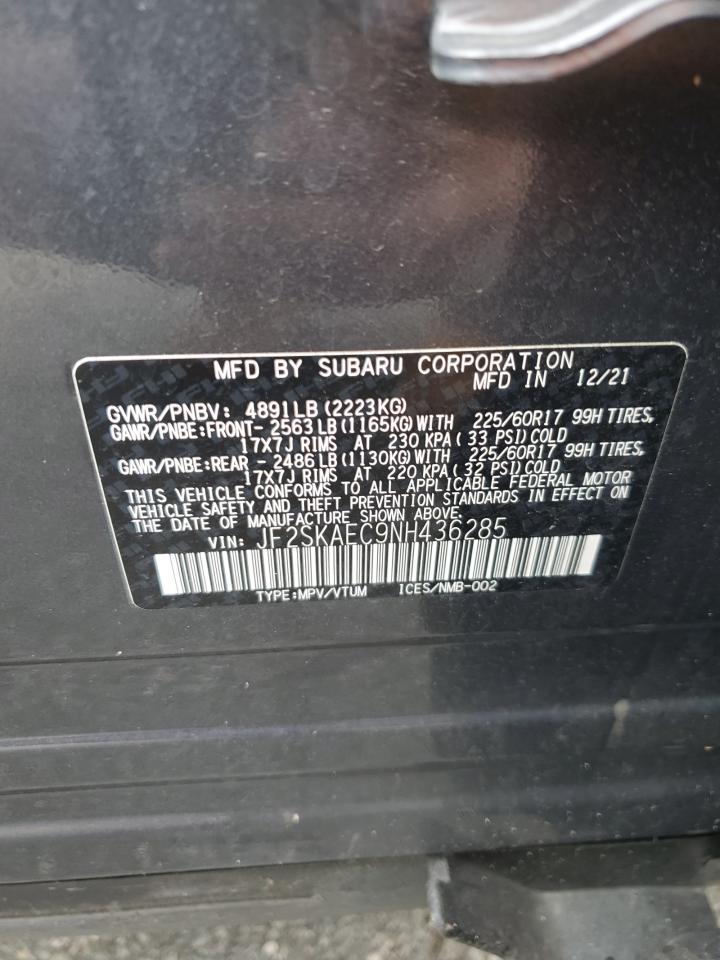 MFD BY SUBARU CORPORATION
MFD IN 12/21
GVWR/PNBV: 4891LB(2223KG)
GAWR/PNBE:FRONT- 2563LB(1165KG)WITH 225/60R17 99H TIRES,
17X7J RIMS AT 230 KPA( 33 PSI)COLD
GAWR/PNBE:REAR - 2486LB(1130KG)WITH 225/60R17 99H TIRES,
17X7J RIMS AT 220 KPA( 32 PSI)COLD
THIS VEHICLE CONFORMS TO ALL APPLICABLE FEDERAL MOTOR
VEHICLE SAFETY AND THEFT PREVENTION STANDARDS IN EFFECT ON
THE DATE OF MANUFACTURE SHOWN ABOVE.
VIN: JF2SKAEC9NH436285
TYPE:MPV/VTUM ICES/NMB-002